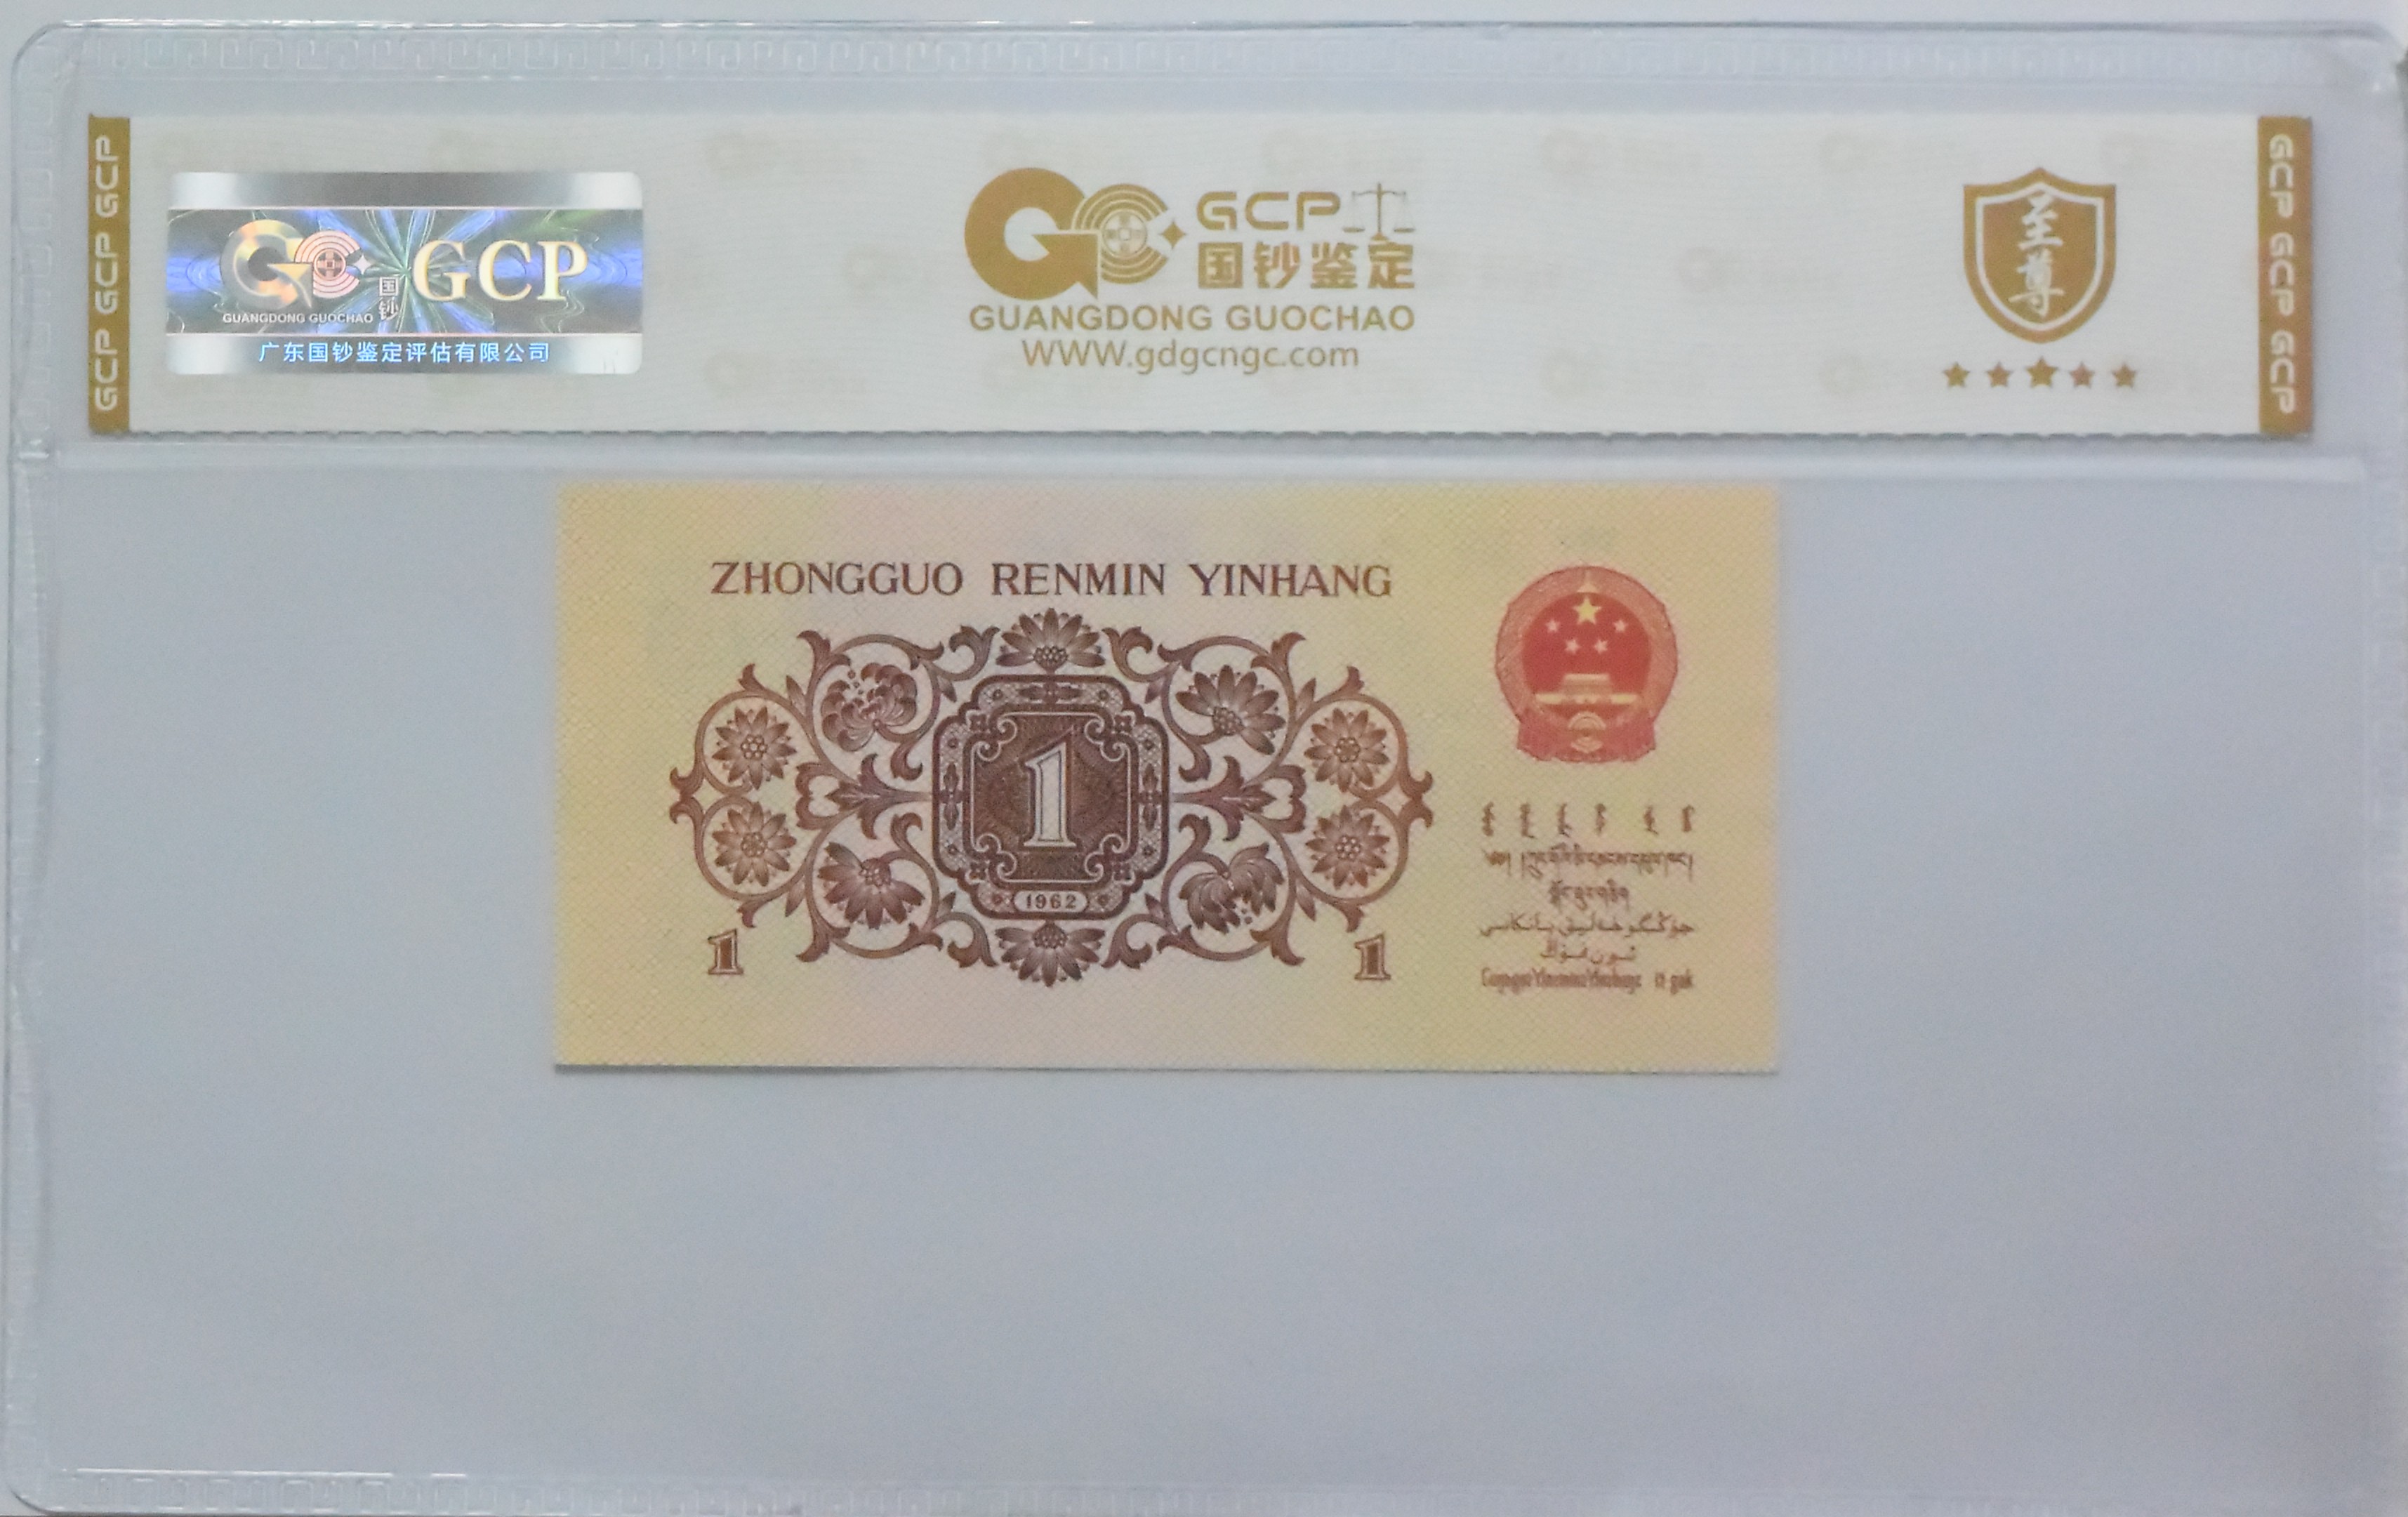 GCP GCP GCP
GCP
国钞
GUANGDONG GUOCHAO
广东国钞鉴定评估有限公司
GCP
国钞鉴定
GUANGDONG GUOCHAO
WWW.gdgcngc.com
至尊
GCP GCP GCP
ZHONGGUO RENMIN YINHANG
1
1962
1
1